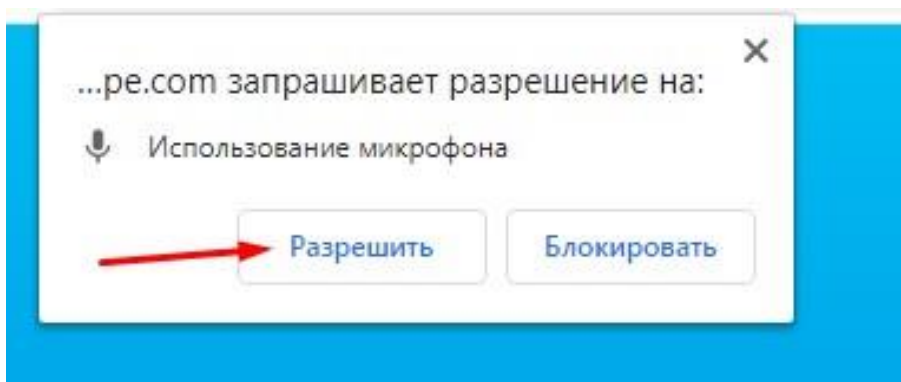 ...pe.com запрашивает разрешение на:
Использование микрофона
Разрешить
Блокировать